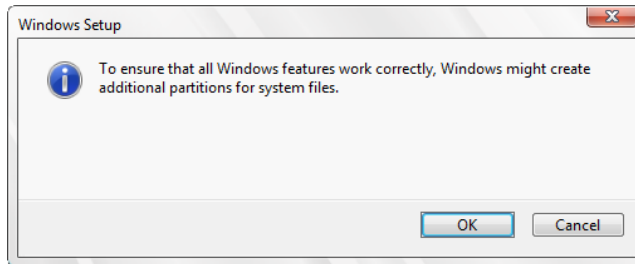 Windows Setup
To ensure that all Windows features work correctly, Windows might create
additional partitions for system files.
OK
Cancel